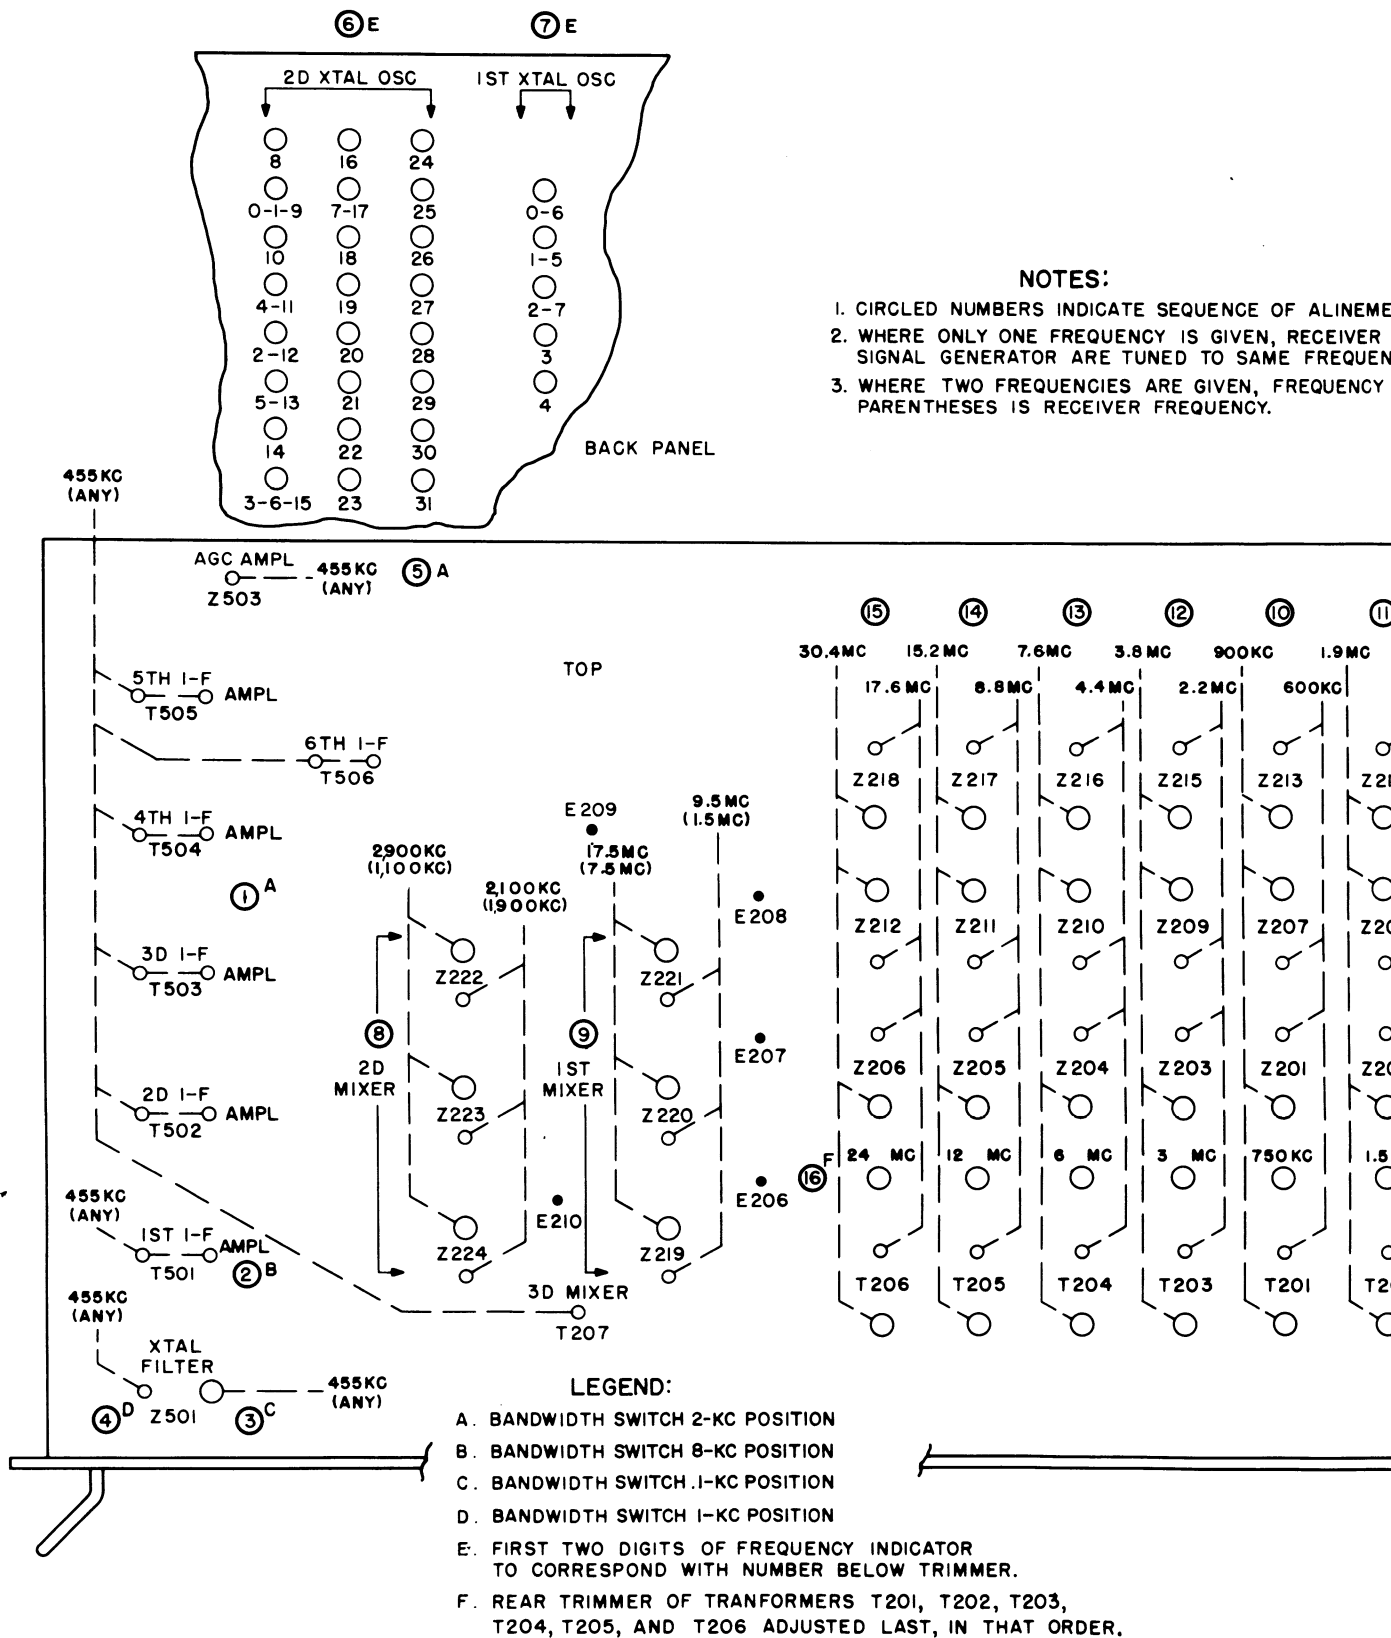 6 E 7 E
2D XTAL OSC 1ST XTAL OSC
8 16 24
0-1-9 7-17 25 0-6
10 18 26 1-5
4-11 19 27 2-7
2-12 20 28 3
5-13 21 29 4
14 22 30
3-6-15 23 31
BACK PANEL
NOTES:
1. CIRCLED NUMBERS INDICATE SEQUENCE OF
2. WHERE ONLY ONE FREQUENCY IS GIVEN, RECEIVER
SIGNAL GENERATOR ARE TUNED TO SAME
3. WHERE TWO FREQUENCIES ARE GIVEN, FREQUENCY
PARENTHESES IS RECEIVER FREQUENCY.
455KC
(ANY)
AGC AMPL
Z503
455KC
(ANY)
5 A
TOP
5TH I-F
AMPL
T505
6TH I-F
T506
4TH I-F
AMPL
T504
1 A
3D I-F
AMPL
T503
2D I-F
AMPL
T502
455KC
(ANY)
1ST I-F
AMPL
T501
2 B
455KC
(ANY)
XTAL
FILTER
4 D Z501 3 C
455KC
(ANY)
2,900KC
(1,100KC)
2,100KC
(1,900KC)
Z222
8
2D
MIXER
Z223
Z224
E209
17.5MC
(7.5MC)
9.5MC
(1.5MC)
E208
Z221
9
1ST
MIXER
E207
Z220
E206
E210
Z219
3D MIXER
T207
15 14 13 12 10 11
30.4MC 15.2MC 7.6MC 3.8MC 900KC 1.9MC
17.6MC 8.8MC 4.4MC 2.2MC 600KC
Z218 Z217 Z216 Z215 Z213
Z212 Z211 Z210 Z209 Z207
Z206 Z205 Z204 Z203 Z201
16 F
24 MC 12 MC 6 MC 3 MC 750KC 1.5
T206 T205 T204 T203 T201
LEGEND:
A. BANDWIDTH SWITCH 2-KC POSITION
B. BANDWIDTH SWITCH 8-KC POSITION
C. BANDWIDTH SWITCH .1-KC POSITION
D. BANDWIDTH SWITCH 1-KC POSITION
E. FIRST TWO DIGITS OF FREQUENCY INDICATOR
TO CORRESPOND WITH NUMBER BELOW TRIMMER.
F. REAR TRIMMER OF TRANFORMERS T201, T202, T203,
T204, T205, AND T206 ADJUSTED LAST, IN THAT ORDER.